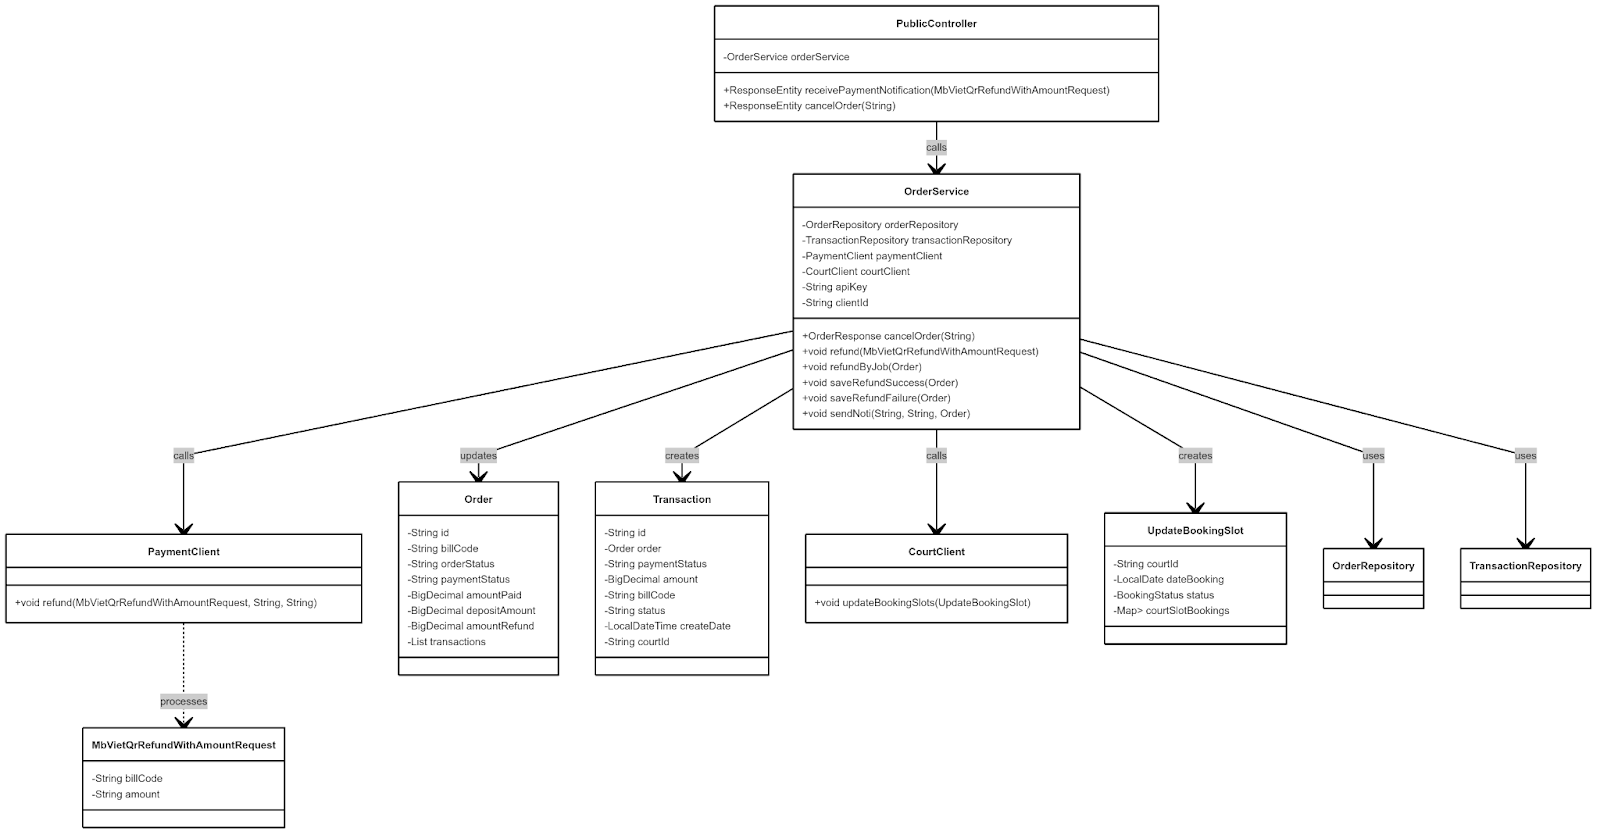 PublicController
-OrderService orderService
+ResponseEntity receivePaymentNotification(MbVietQrRefundWithAmountRequest)
+ResponseEntity cancelOrder(String)
calls
OrderService
-OrderRepository orderRepository
-TransactionRepository transactionRepository
-PaymentClient paymentClient
-CourtClient courtClient
-String apiKey
-String clientId
+OrderResponse cancelOrder(String)
+void refund(MbVietQrRefundWithAmountRequest)
+void refundByJob(Order)
+void saveRefundSuccess(Order)
+void saveRefundFailure(Order)
+void sendNoti(String, String, Order)
calls
updates
creates
calls
creates
uses
uses
PaymentClient
+void refund(MbVietQrRefundWithAmountRequest, String, String)
Order
-String id
-String billCode
-String orderStatus
-String paymentStatus
-BigDecimal amountPaid
-BigDecimal depositAmount
-BigDecimal amountRefund
-List transactions
Transaction
-String id
-Order order
-String paymentStatus
-BigDecimal amount
-String billCode
-String status
-LocalDateTime createDate
-String courtId
CourtClient
+void updateBookingSlots(UpdateBookingSlot)
UpdateBookingSlot
-String courtId
-LocalDate dateBooking
-BookingStatus status
-Map> courtSlotBookings
OrderRepository
TransactionRepository
processes
MbVietQrRefundWithAmountRequest
-String billCode
-String amount